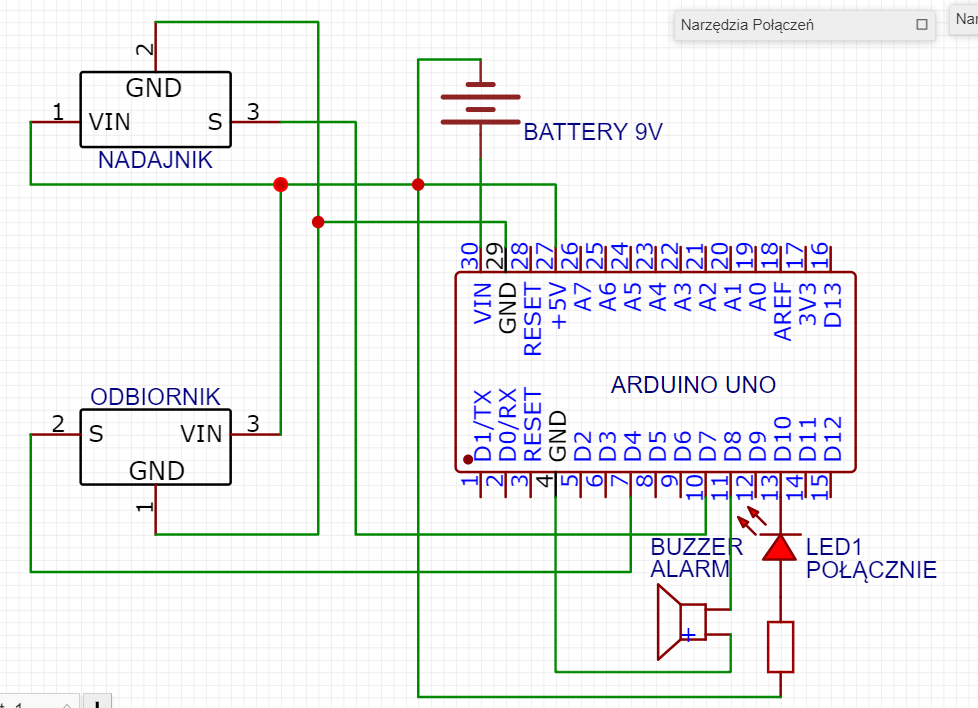 Narzędzia Połączeń
Nar
2
GND
1
VIN
S
3
NADAJNIK
BATTERY 9V
30 29 28 27 26 25 24 23 22 21 20 19 18 17 16
VIN GND RESET +5V A7 A6 A5 A4 A3 A2 A1 A0 AREF 3V3 D13
ARDUINO UNO
ODBIORNIK
2
S
VIN
3
GND
1
D1/TX D0/RX RESET GND D2 D3 D4 D5 D6 D7 D8 D9 D10 D11 D12
1 2 3 4 5 6 7 8 9 10 11 12 13 14 15
BUZZER
ALARM
+
LED1
POŁĄCZNIE